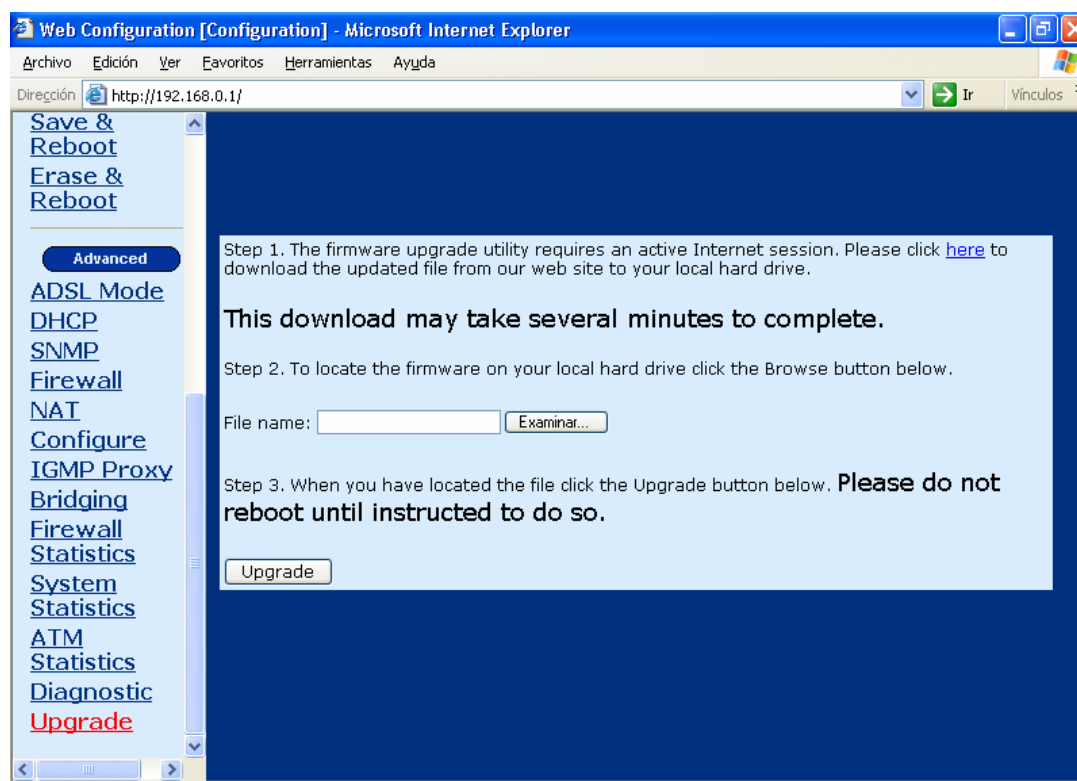 Web Configuration [Configuration] - Microsoft Internet Explorer
Archivo Edición Ver Favoritos Herramientas Ayuda
Dirección http://192.168.0.1/ Ir Vínculos
Save &
Reboot
Erase &
Reboot
Advanced
ADSL Mode
DHCP
SNMP
Firewall
NAT
Configure
IGMP Proxy
Bridging
Firewall
Statistics
System
Statistics
ATM
Statistics
Diagnostic
Upgrade
Step 1. The firmware upgrade utility requires an active Internet session. Please click here to
download the updated file from our web site to your local hard drive.
This download may take several minutes to complete.
Step 2. To locate the firmware on your local hard drive click the Browse button below.
File name: Examinar...
Step 3. When you have located the file click the Upgrade button below. Please do not
reboot until instructed to do so.
Upgrade